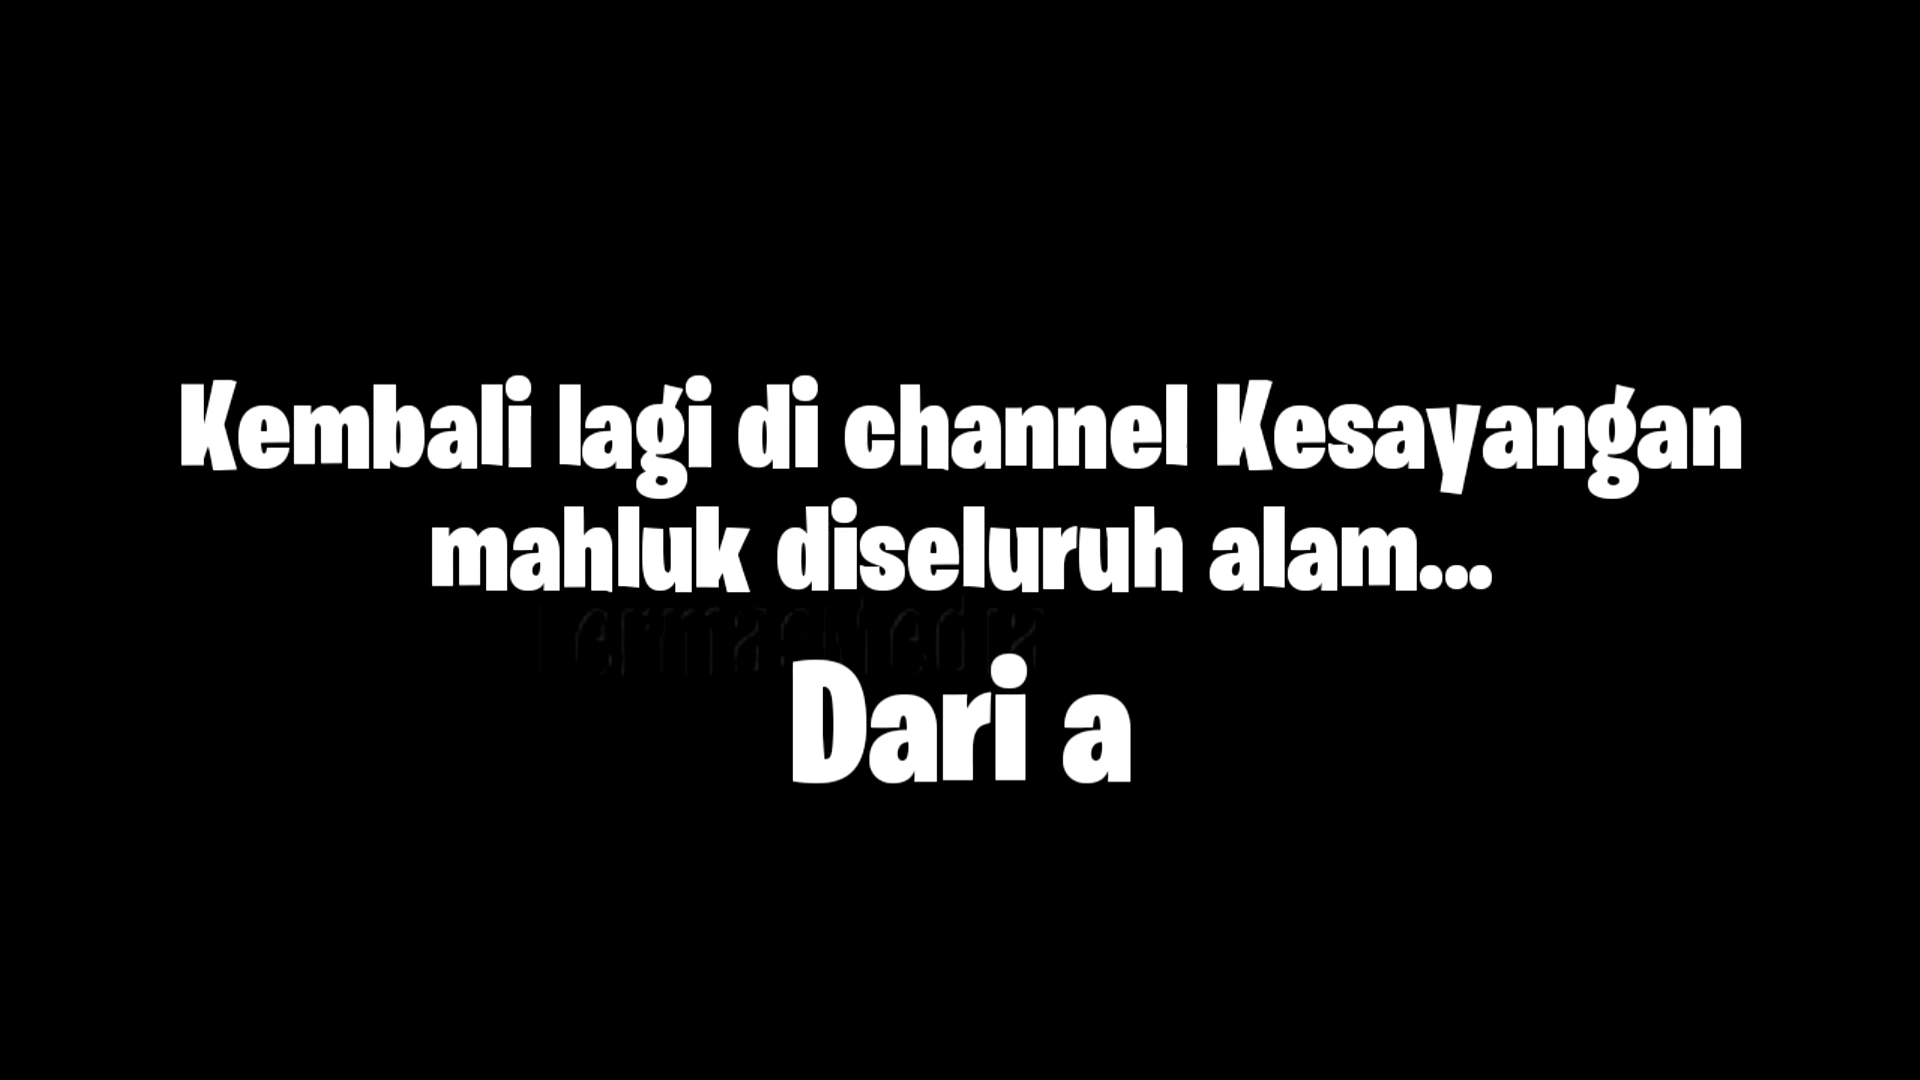 Kembali lagi di channel Kesayangan
mahluk diseluruh alam...
Dari a